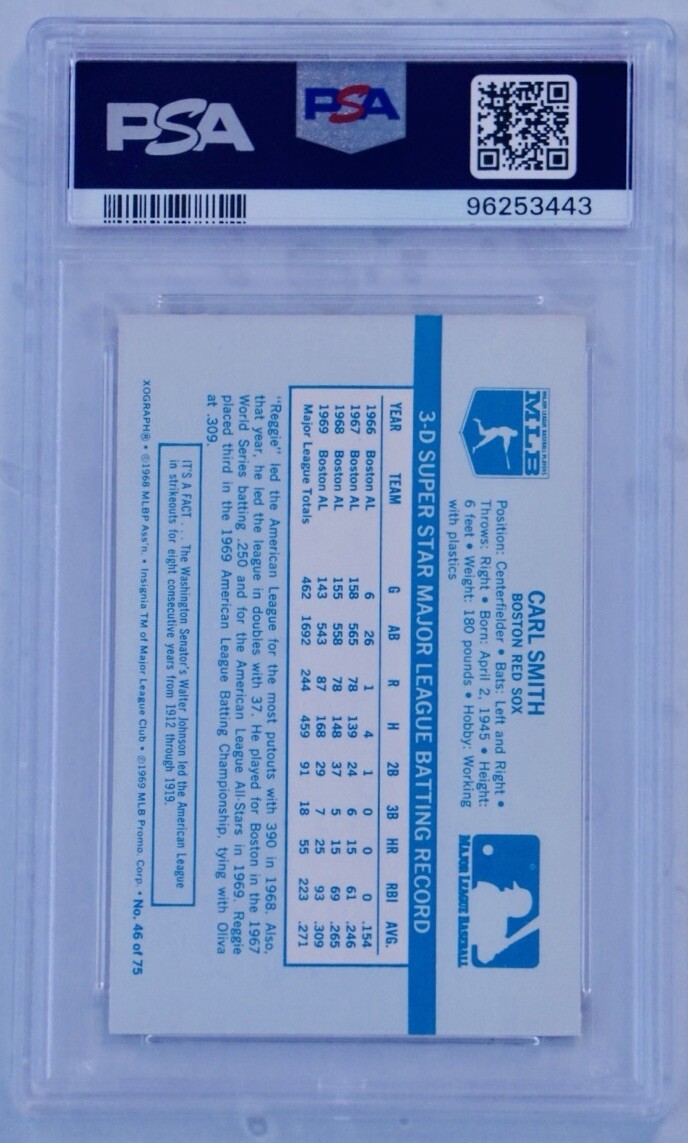 PSA
PSA
96253443
MAJOR LEAGUE BASEBALL PLAYERS
MLB
CARL SMITH
BOSTON RED SOX
Position: Centerfielder • Bats: Left and Right •
Throws: Right • Born: April 2, 1945 • Height:
6 feet • Weight: 180 pounds • Hobby: Working
with plastics
MAJOR LEAGUE BASEBALL
3-D SUPER STAR MAJOR LEAGUE BATTING RECORD
YEAR TEAM G AB R H 2B 3B HR RBI AVG.
1966 Boston AL 6 26 1 4 1 0 0 0 .154
1967 Boston AL 158 565 78 139 24 6 15 61 .246
1968 Boston AL 155 558 78 148 37 5 15 69 .265
1969 Boston AL 143 543 87 168 29 7 25 93 .309
Major League Totals 462 1692 244 459 91 18 55 223 .271
"Reggie" led the American League for the most putouts with 390 in 1968. Also,
that year, he led the league in doubles with 37. He played for Boston in the 1967
World Series batting .250 and for the American League All-Stars in 1969. Reggie
placed third in the 1969 American League Batting Championship, tying with Oliva
at .309.
IT'S A FACT . . . The Washington Senator's Walter Johnson led the American League
in strikeouts for eight consecutive years from 1912 through 1919.
XOGRAPH® • ©1968 MLBP Ass'n. • Insignia TM of Major League Club • ©1969 MLB Promo. Corp. • No. 46 of 75